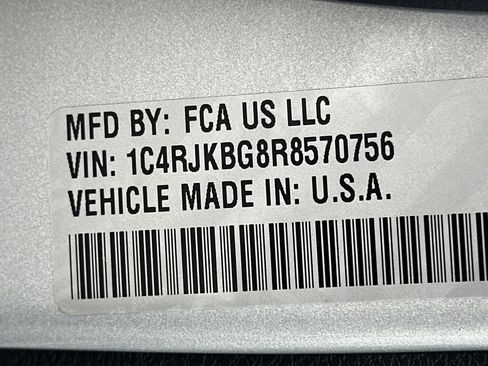 MFD BY: FCA US LLC
VIN: 1C4RJKBG8R8570756
VEHICLE MADE IN: U.S.A.